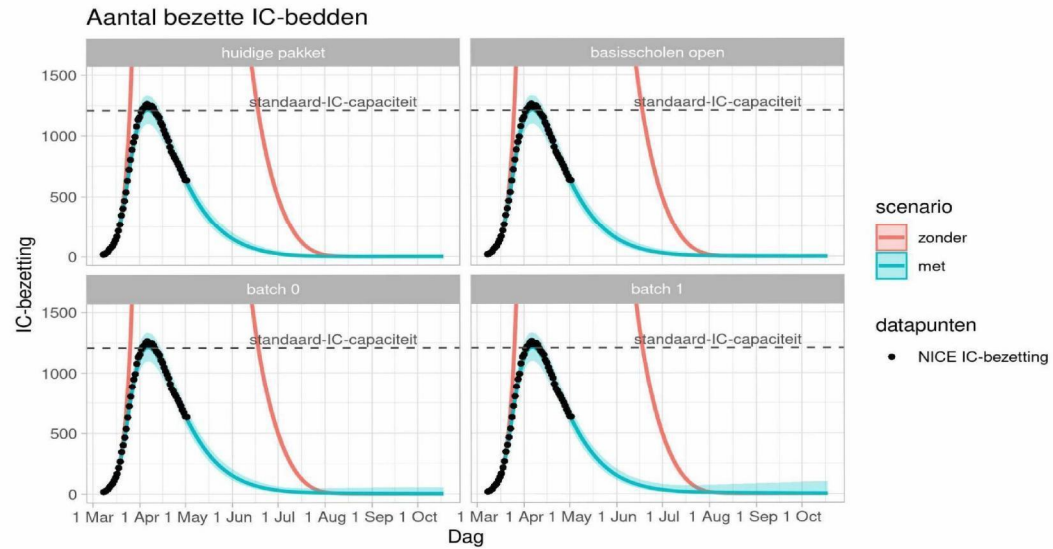 Aantal bezette IC-bedden
huidige pakket
basisscholen open
1500
standaard-IC-capaciteit
standaard-IC-capaciteit
1000
500
0
IC-bezetting
batch 0
batch 1
1500
standaard-IC-capaciteit
standaard-IC-capaciteit
1000
500
0
1 Mar 1 Apr 1 May 1 Jun 1 Jul 1 Aug 1 Sep 1 Oct
1 Mar 1 Apr 1 May 1 Jun 1 Jul 1 Aug 1 Sep 1 Oct
Dag
scenario
zonder
met
datapunten
NICE IC-bezetting